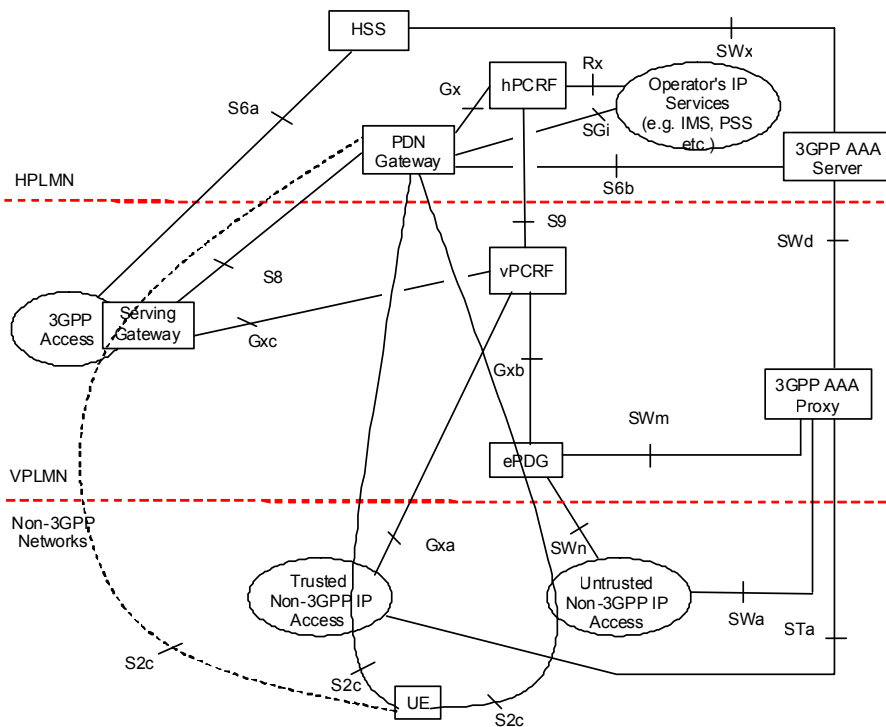 HSS
SWx
hPCRF
Rx
Gx
Operator's IP
Services
(e.g. IMS, PSS
etc.)
S6a
SGi
PDN
Gateway
3GPP AAA
Server
HPLMN
S6b
S9
SWd
S8
vPCRF
3GPP
Access
Serving
Gateway
Gxc
Gxb
3GPP AAA
Proxy
SWm
ePDG
VPLMN
Non-3GPP
Networks
Gxa
SWn
Trusted
Non-3GPP IP
Access
Untrusted
Non-3GPP IP
Access
SWa
STa
S2c
S2c
UE
S2c